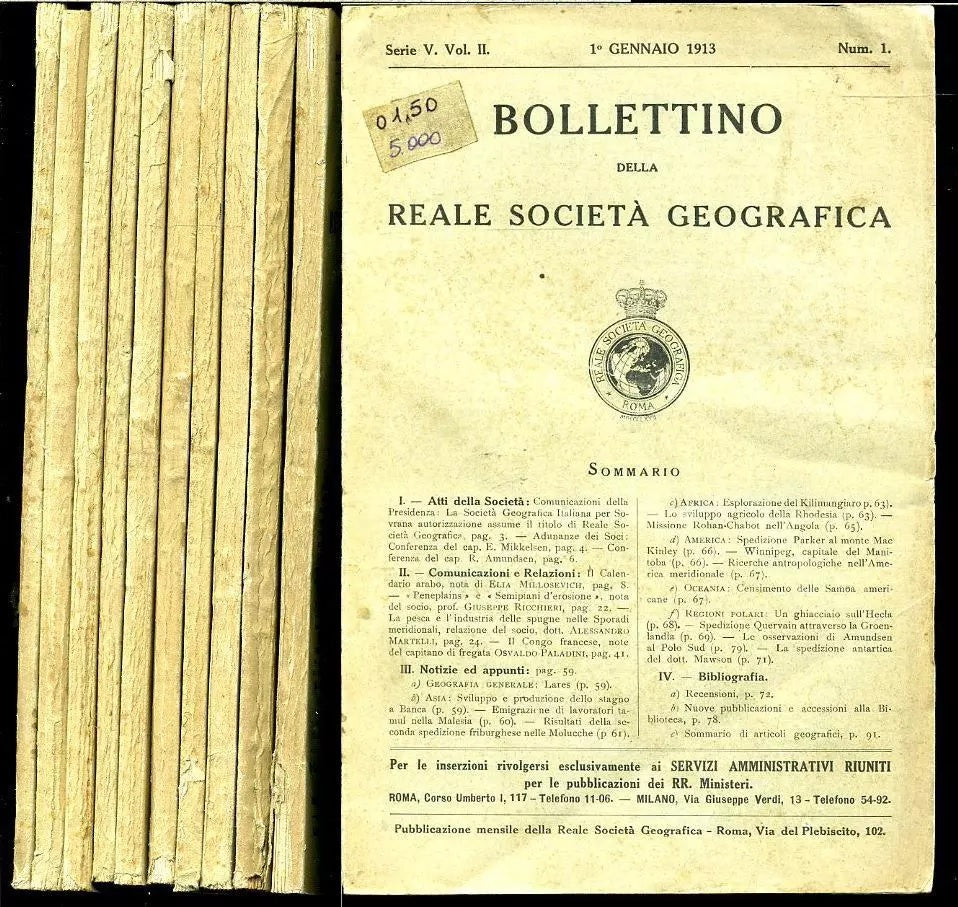 Serie V. Vol. II. 1º GENNAIO 1913 Num. 1.
01,50
5.000
BOLLETTINO
DELLA
REALE SOCIETÀ GEOGRAFICA
REALE SOCIETÀ GEOGRAFICA
ROMA
SOMMARIO
I. — Atti della Società: Comunicazioni della
Presidenza: La Società Geografica Italiana per So-
vrana autorizzazione assume il titolo di Reale So-
cietà Geografica, pag. 3. — Adunanze dei Soci:
Conferenza del cap. E. Mikkelsen, pag. 4. — Con-
ferenza del cap. R. Amundsen, pag. 6.
II. — Comunicazioni e Relazioni: Il Calen-
dario arabo, nota di ELIA MILLOSEVICH, pag, 8.
— « Peneplains » e « Semipiani d'erosione », nota
del socio, prof. GIUSEPPE RICCHIERI, pag. 22. —
La pesca e l'industria delle spugne nelle Sporadi
meridionali, relazione del socio, dott. ALESSANDRO
MARTELLI, pag. 24. — Il Congo francese, note
del capitano di fregata OSVALDO PALADINI, pag. 41.
III. Notizie ed appunti: pag. 59.
a) GEOGRAFIA GENERALE: Lares (p. 59).
b) ASIA: Sviluppo e produzione dello stagno
a Banca (p. 59). — Emigrazione di lavoratori ta-
mul nella Malesia (p. 60). — Risultati della se-
conda spedizione friburghese nelle Molucche (p 61).
c) AFRICA: Esplorazione del Kilimangiaro p. 63).
— Lo sviluppo agricolo della Rhodesia (p. 63). —
Missione Rohan-Chabot nell'Angola (p. 65).
d) AMERICA: Spedizione Parker al monte Mac
Kinley (p. 66). — Winnipeg, capitale del Mani-
toba (p. 66). — Ricerche antropologiche nell'Ame-
rica meridionale (p. 67).
e) OCEANIA: Censimento delle Samoa ameri-
cane (p. 67).
f) REGIONI POLARI: Un ghiacciaio sull'Hecla
(p. 68). — Spedizione Quervain attraverso la Groen-
landia (p. 69). — Le osservazioni di Amundsen
al Polo Sud (p. 79). — La spedizione antartica
del dott. Mawson (p. 71).
IV. — Bibliografia.
a) Recensioni, p. 72.
b) Nuove pubblicazioni e accessioni alla Bi-
blioteca, p. 78.
c) Sommario di articoli geografici, p. 91.
Per le inserzioni rivolgersi esclusivamente ai SERVIZI AMMINISTRATIVI RIUNITI
per le pubblicazioni dei RR. Ministeri.
ROMA, Corso Umberto I, 117 - Telefono 11-06. — MILANO, Via Giuseppe Verdi, 13 - Telefono 54-92.
Pubblicazione mensile della Reale Società Geografica - Roma, Via del Plebiscito, 102.